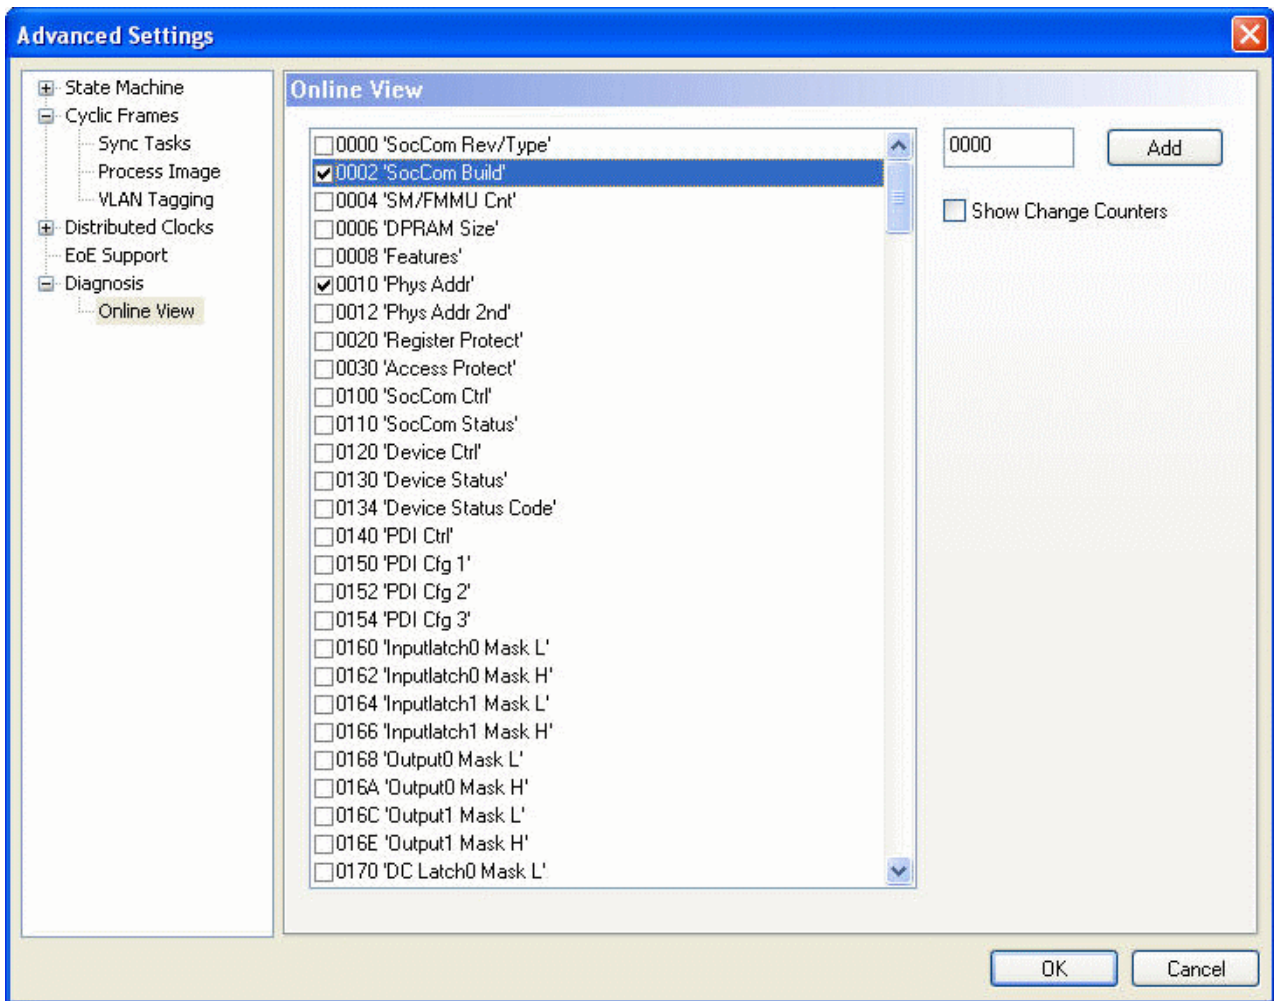 Advanced Settings
State Machine
Cyclic Frames
Sync Tasks
Process Image
VLAN Tagging
Distributed Clocks
EoE Support
Diagnosis
Online View
Online View
0000 'SocCom Rev/Type'
0002 'SocCom Build'
0004 'SM/FMMU Cnt'
0006 'DPRAM Size'
0008 'Features'
0010 'Phys Addr'
0012 'Phys Addr 2nd'
0020 'Register Protect'
0030 'Access Protect'
0100 'SocCom Ctrl'
0110 'SocCom Status'
0120 'Device Ctrl'
0130 'Device Status'
0134 'Device Status Code'
0140 'PDI Ctrl'
0150 'PDI Cfg 1'
0152 'PDI Cfg 2'
0154 'PDI Cfg 3'
0160 'Inputlatch0 Mask L'
0162 'Inputlatch0 Mask H'
0164 'Inputlatch1 Mask L'
0166 'Inputlatch1 Mask H'
0168 'Output0 Mask L'
016A 'Output0 Mask H'
016C 'Output1 Mask L'
016E 'Output1 Mask H'
0170 'DC Latch0 Mask L'
0000
Add
Show Change Counters
OK
Cancel